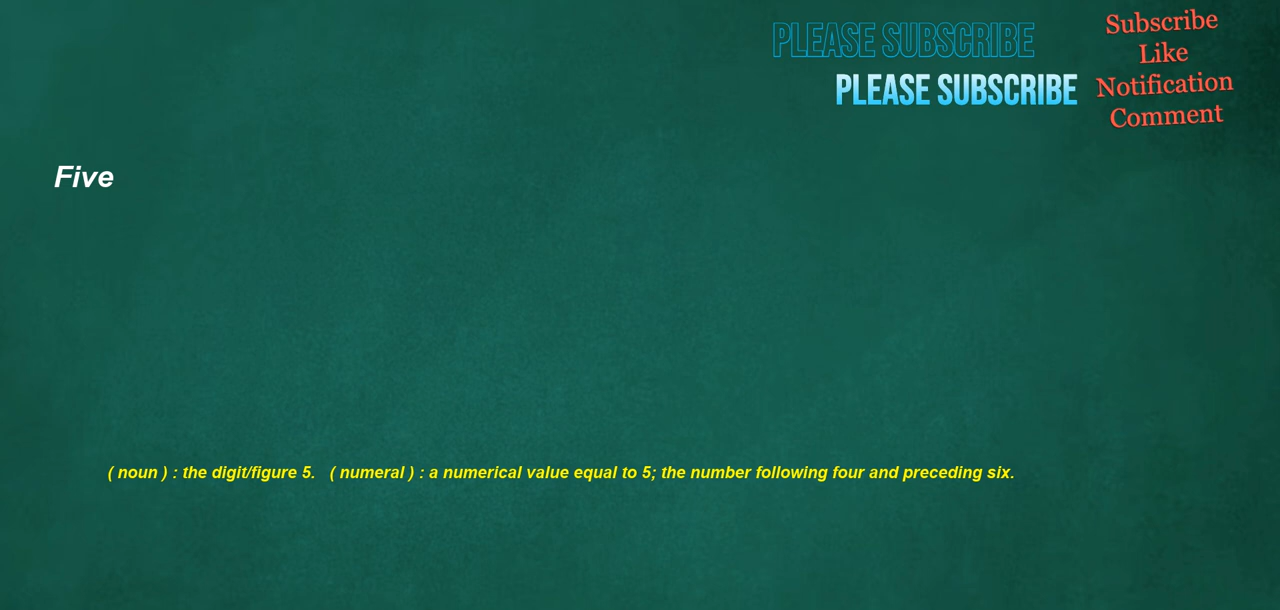 PLEASE SUBSCRIBE
PLEASE SUBSCRIBE
Subscribe
Like
Notification
Comment
Five
( noun ) : the digit/figure 5.   ( numeral ) : a numerical value equal to 5; the number following four and preceding six.